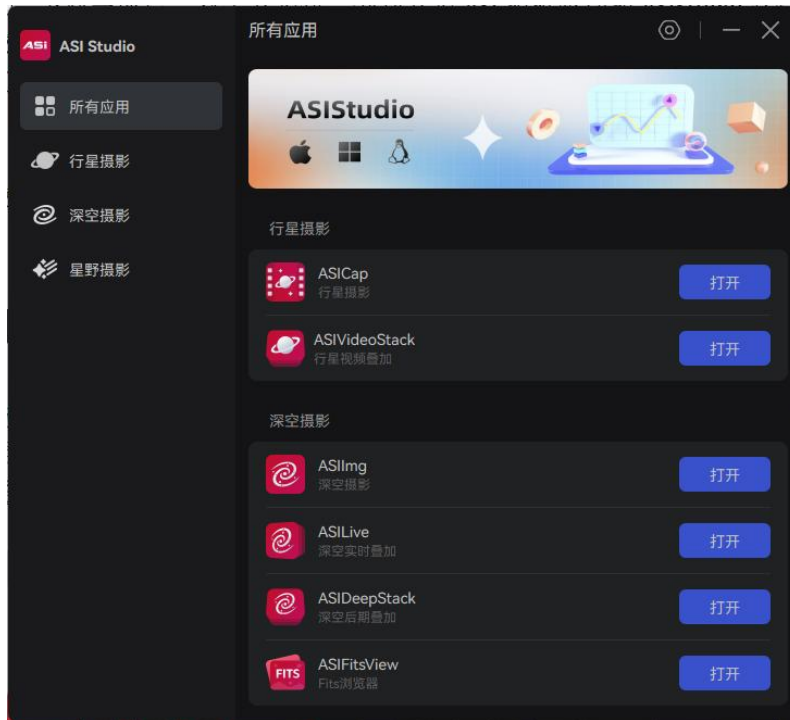 ASI ASI Studio
所有应用
行星摄影
深空摄影
星野摄影
所有应用
ASIStudio
行星摄影
ASICap
行星摄影
打开
ASIVideoStack
行星视频叠加
打开
深空摄影
ASIImg
深空摄影
打开
ASILive
深空实时叠加
打开
ASIDeepStack
深空后期叠加
打开
FITS
ASIFitsView
Fits浏览器
打开